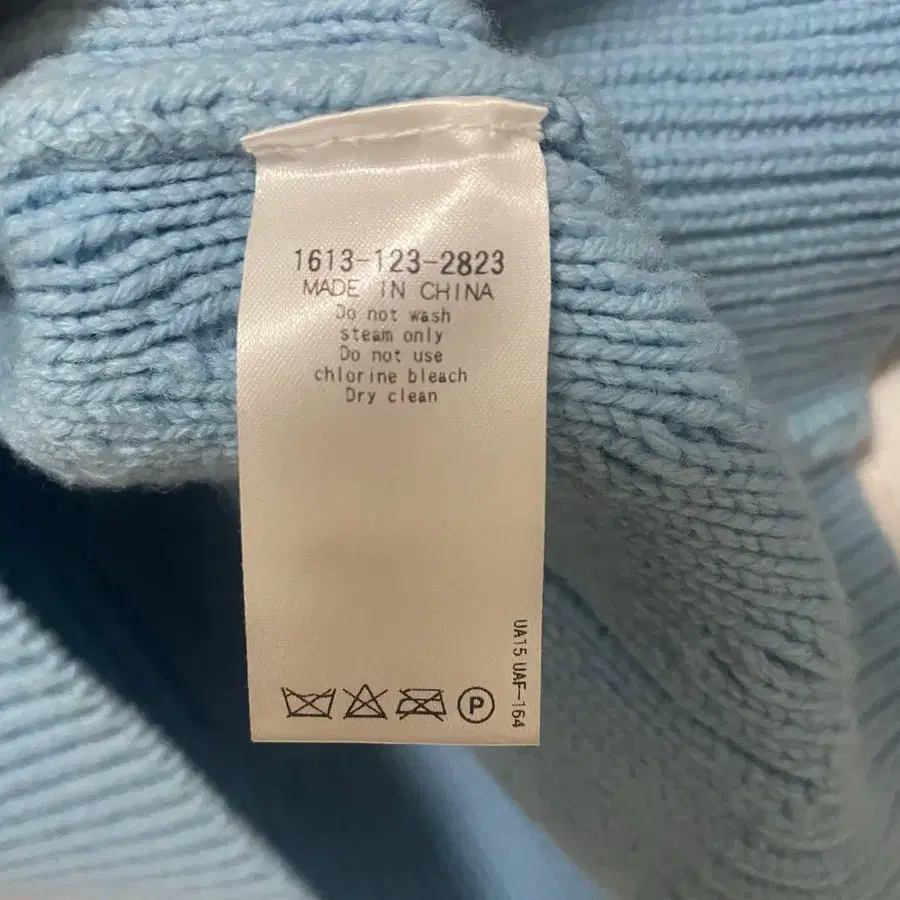 1613-123-2823
MADE IN CHINA
Do not wash
steam only
Do not use
chlorine bleach
Dry clean
UA15 UAF-164
P